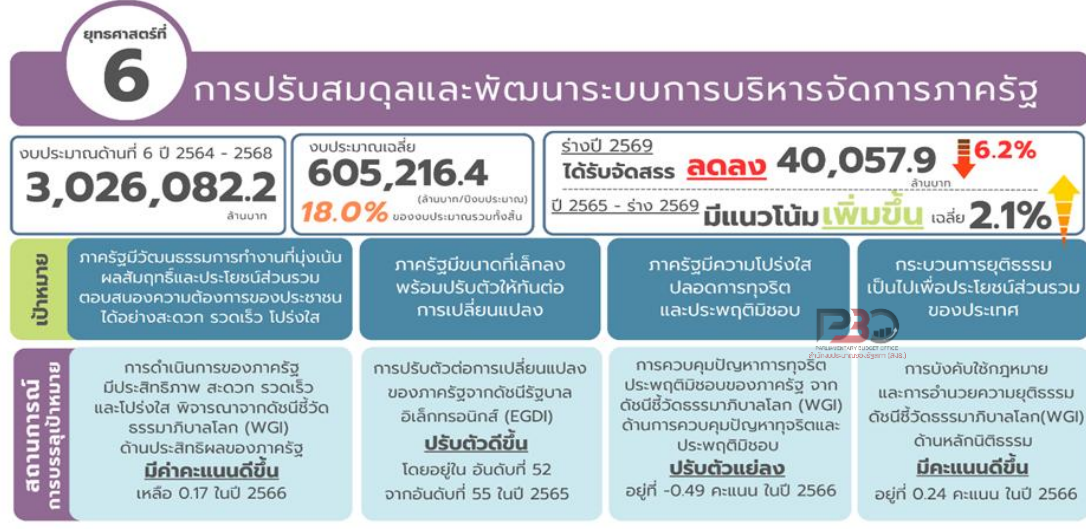 ยุทธศาสตร์ที่
6
การปรับสมดุลและพัฒนาระบบการบริหารจัดการภาครัฐ
งบประมาณด้านที่ 6 ปี 2564 - 2568
3,026,082.2
ล้านบาท
งบประมาณเฉลี่ย
605,216.4
(ล้านบาท/ปีงบประมาณ)
18.0% ของงบประมาณรวมทั้งสิ้น
ร่างปี 2569
ได้รับจัดสรร ลดลง 40,057.9 6.2%
ล้านบาท
ปี 2565 - ร่าง 2569 มีแนวโน้มเพิ่มขึ้น เฉลี่ย 2.1%
เป้าหมาย
ภาครัฐมีวัฒนธรรมการทำงานที่มุ่งเน้น
ผลสัมฤทธิ์และประโยชน์ส่วนรวม
ตอบสนองความต้องการของประชาชน
ได้อย่างสะดวก รวดเร็ว โปร่งใส
ภาครัฐมีขนาดที่เล็กลง
พร้อมปรับตัวให้ทันต่อ
การเปลี่ยนแปลง
ภาครัฐมีความโปร่งใส
ปลอดการทุจริต
และประพฤติมิชอบ
กระบวนการยุติธรรม
เป็นไปเพื่อประโยชน์ส่วนรวม
ของประเทศ
PBO
PARLIAMENTARY BUDGET OFFICE
สำนักงบประมาณของรัฐสภา (สงร.)
สถานการณ์
การบรรลุเป้าหมาย
การดำเนินการของภาครัฐ
มีประสิทธิภาพ สะดวก รวดเร็ว
และโปร่งใส พิจารณาจากดัชนีชี้วัด
ธรรมาภิบาลโลก (WGI)
ด้านประสิทธิผลของภาครัฐ
มีค่าคะแนนดีขึ้น
เหลือ 0.17 ในปี 2566
การปรับตัวต่อการเปลี่ยนแปลง
ของภาครัฐจากดัชนีรัฐบาล
อิเล็กทรอนิกส์ (EGDI)
ปรับตัวดีขึ้น
โดยอยู่ใน อันดับที่ 52
จากอันดับที่ 55 ในปี 2565
การควบคุมปัญหาการทุจริต
ประพฤติมิชอบของภาครัฐ จาก
ดัชนีชี้วัดธรรมาภิบาลโลก (WGI)
ด้านการควบคุมปัญหาทุจริตและ
ประพฤติมิชอบ
ปรับตัวแย่ลง
อยู่ที่ -0.49 คะแนน ในปี 2566
การบังคับใช้กฎหมาย
และการอำนวยความยุติธรรม
ดัชนีชี้วัดธรรมาภิบาลโลก(WGI)
ด้านหลักนิติธรรม
มีคะแนนดีขึ้น
อยู่ที่ 0.24 คะแนน ในปี 2566